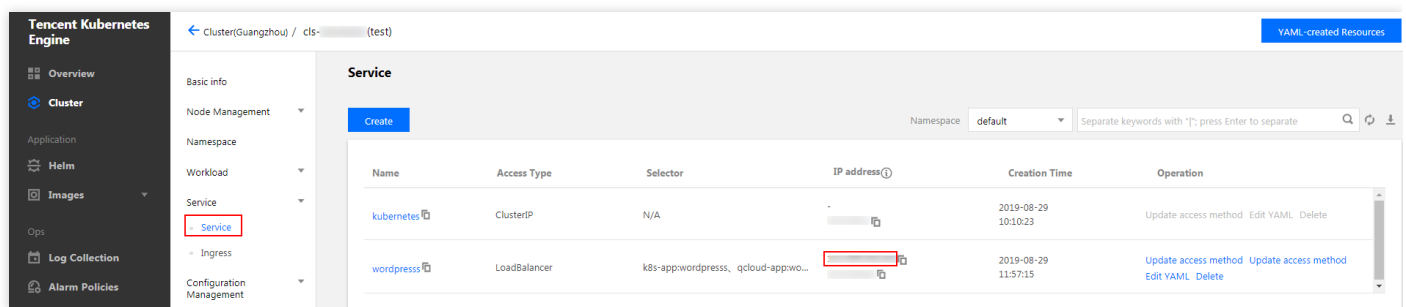 Tencent Kubernetes
Engine
Overview
Cluster
Application
Helm
Images
Ops
Log Collection
Alarm Policies
Cluster(Guangzhou) / cls- (test)
YAML-created Resources
Basic info
Node Management
Namespace
Workload
Service
Service
Ingress
Configuration
Management
Service
Create
Namespace default Separate keywords with "|"; press Enter to separate
Name Access Type Selector IP address Creation Time Operation
kubernetes ClusterIP N/A - 2019-08-29
10:10:23 Update access method Edit YAML Delete
wordpresss LoadBalancer k8s-app:wordpresss、qcloud-app:wo... 2019-08-29
11:57:15 Update access method Update access method
Edit YAML Delete